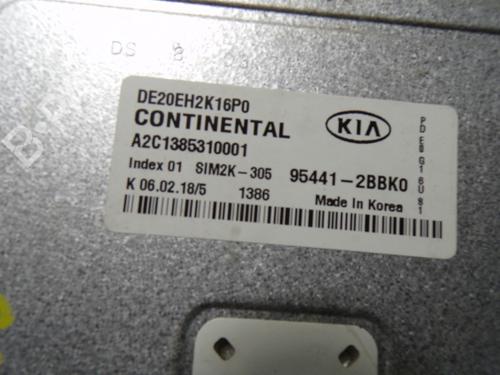 DS 8
DE20EH2K16P0
CONTINENTAL
KIA
A2C1385310001
Index 01 SIM2K-305 95441-2BBK0
K 06.02.18/5 1386 Made In Korea